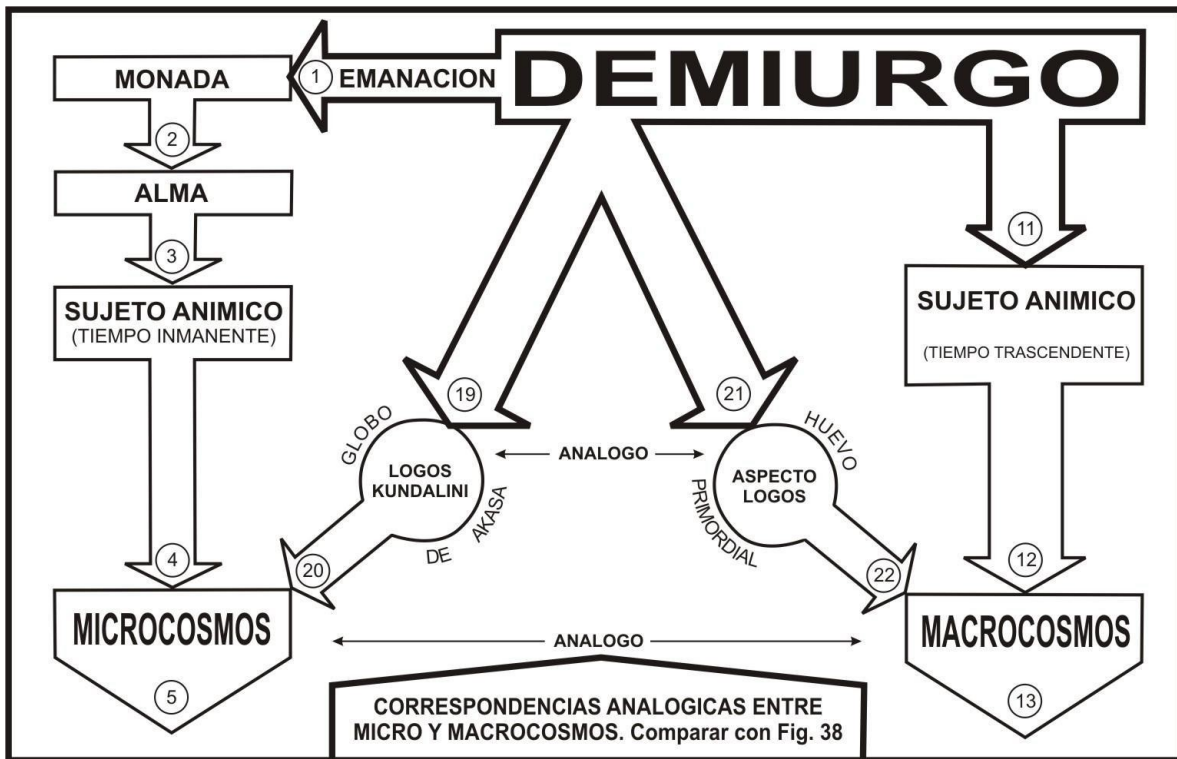 DEMIURGO
1 EMANACION
MONADA
2
ALMA
3
SUJETO ANIMICO
(TIEMPO INMANENTE)
4
MICROCOSMOS
5
11
SUJETO ANIMICO
(TIEMPO TRASCENDENTE)
12
MACROCOSMOS
13
19
GLOBO
DE AKASA
LOGOS
KUNDALINI
20
ANALOGO
21
HUEVO
PRIMORDIAL
ASPECTO
LOGOS
22
ANALOGO
CORRESPONDENCIAS ANALOGICAS ENTRE
MICRO Y MACROCOSMOS. Comparar con Fig. 38